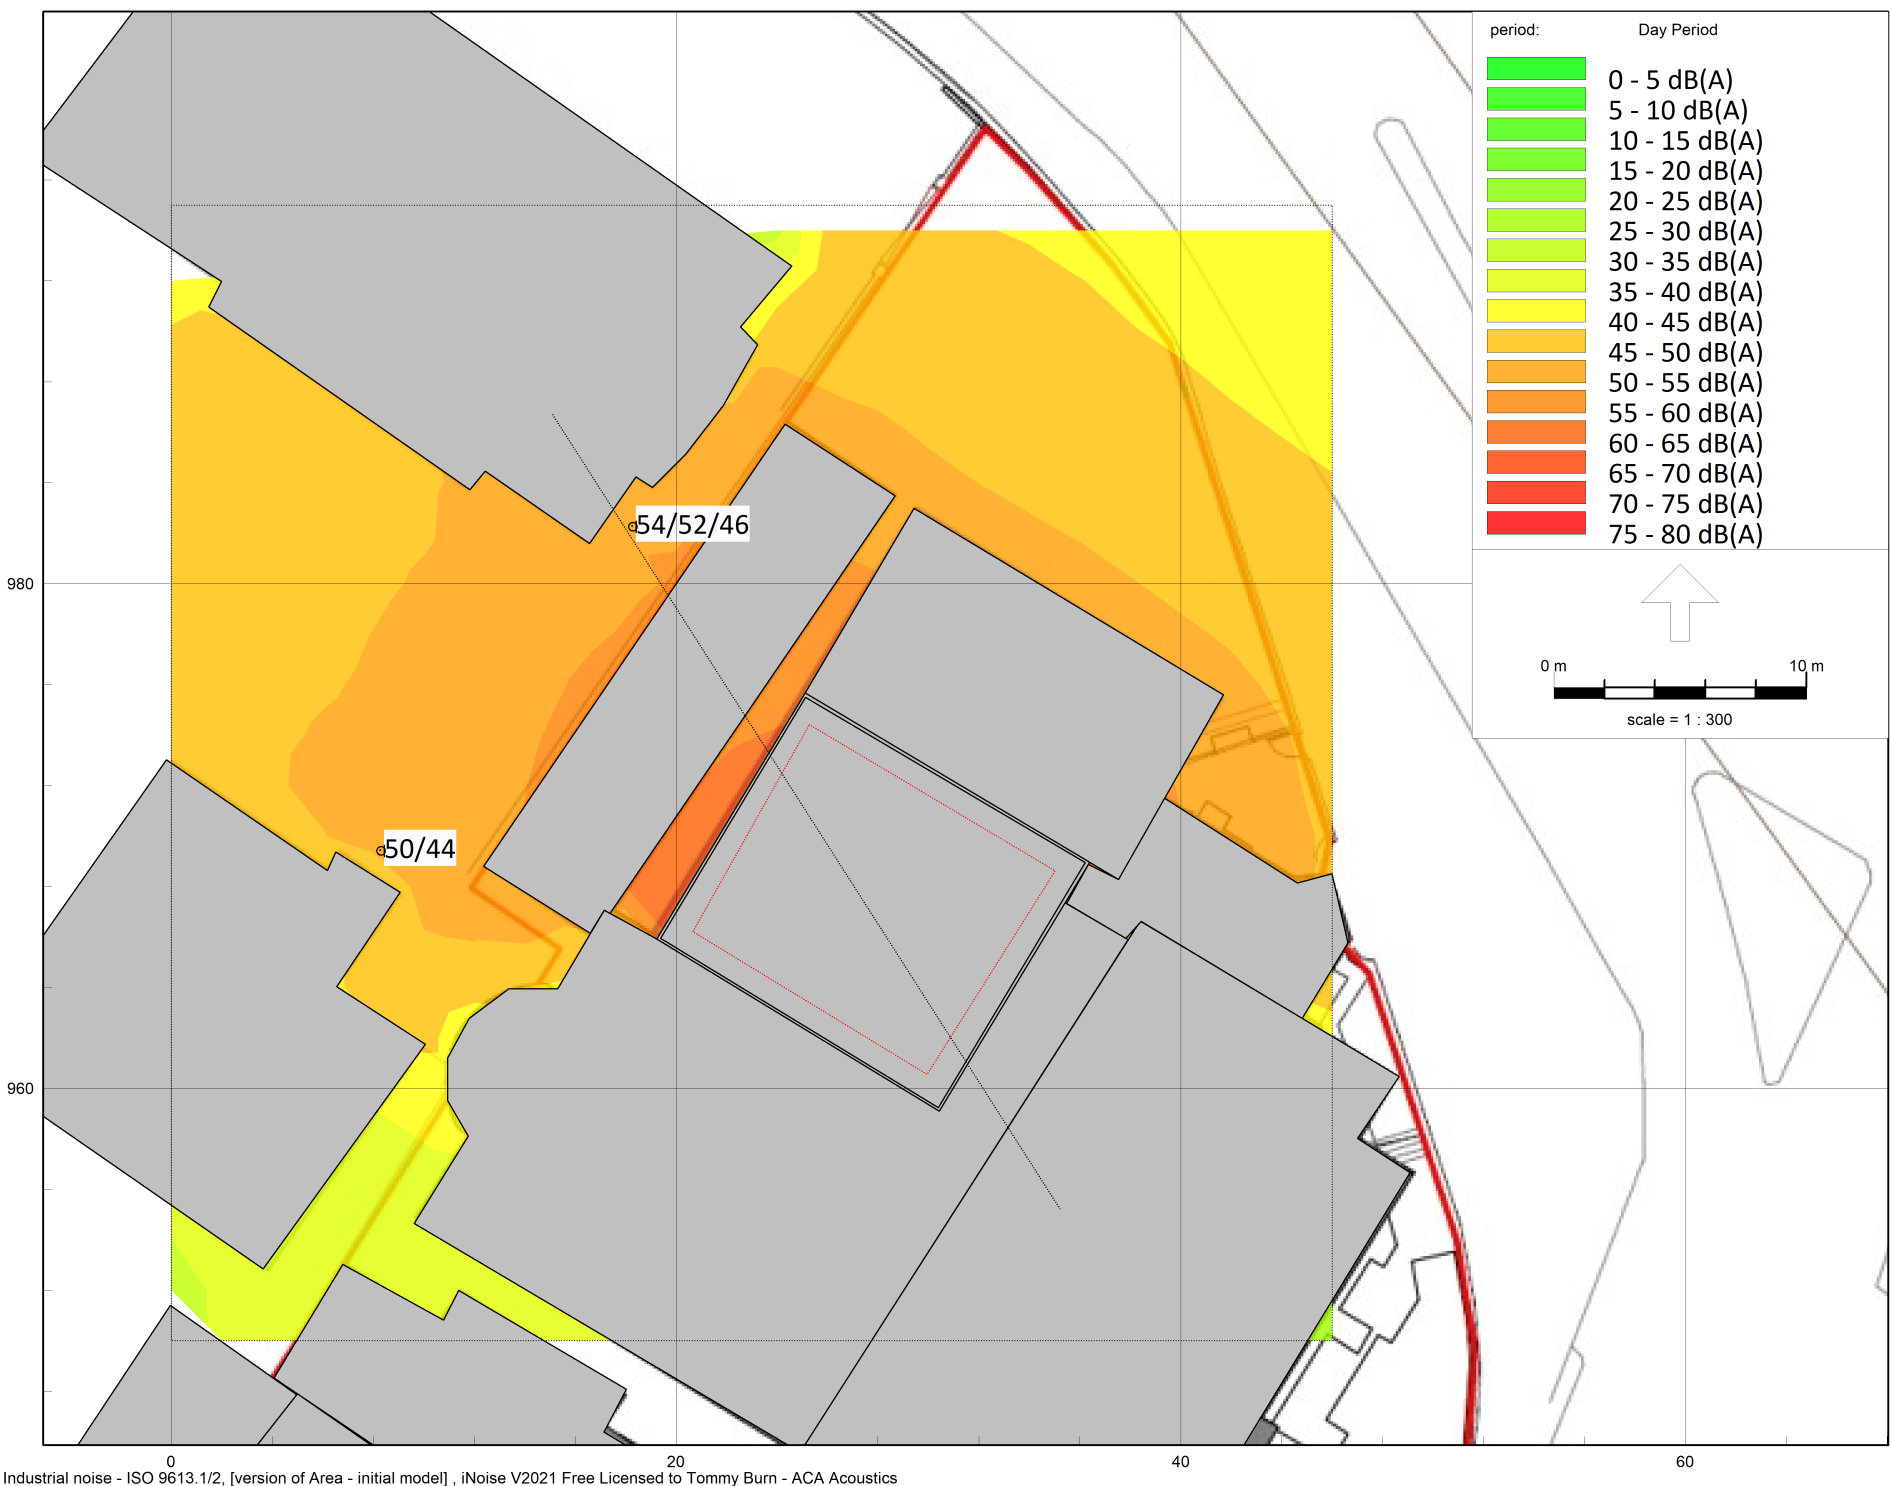 period: Day Period
0 - 5 dB(A)
5 - 10 dB(A)
10 - 15 dB(A)
15 - 20 dB(A)
20 - 25 dB(A)
25 - 30 dB(A)
30 - 35 dB(A)
35 - 40 dB(A)
40 - 45 dB(A)
45 - 50 dB(A)
50 - 55 dB(A)
55 - 60 dB(A)
60 - 65 dB(A)
65 - 70 dB(A)
70 - 75 dB(A)
75 - 80 dB(A)
54/52/46
980
0 m 10 m
scale = 1 : 300
50/44
960
0 20 40 60
Industrial noise - ISO 9613.1/2, [version of Area - initial model] , iNoise V2021 Free Licensed to Tommy Burn - ACA Acoustics